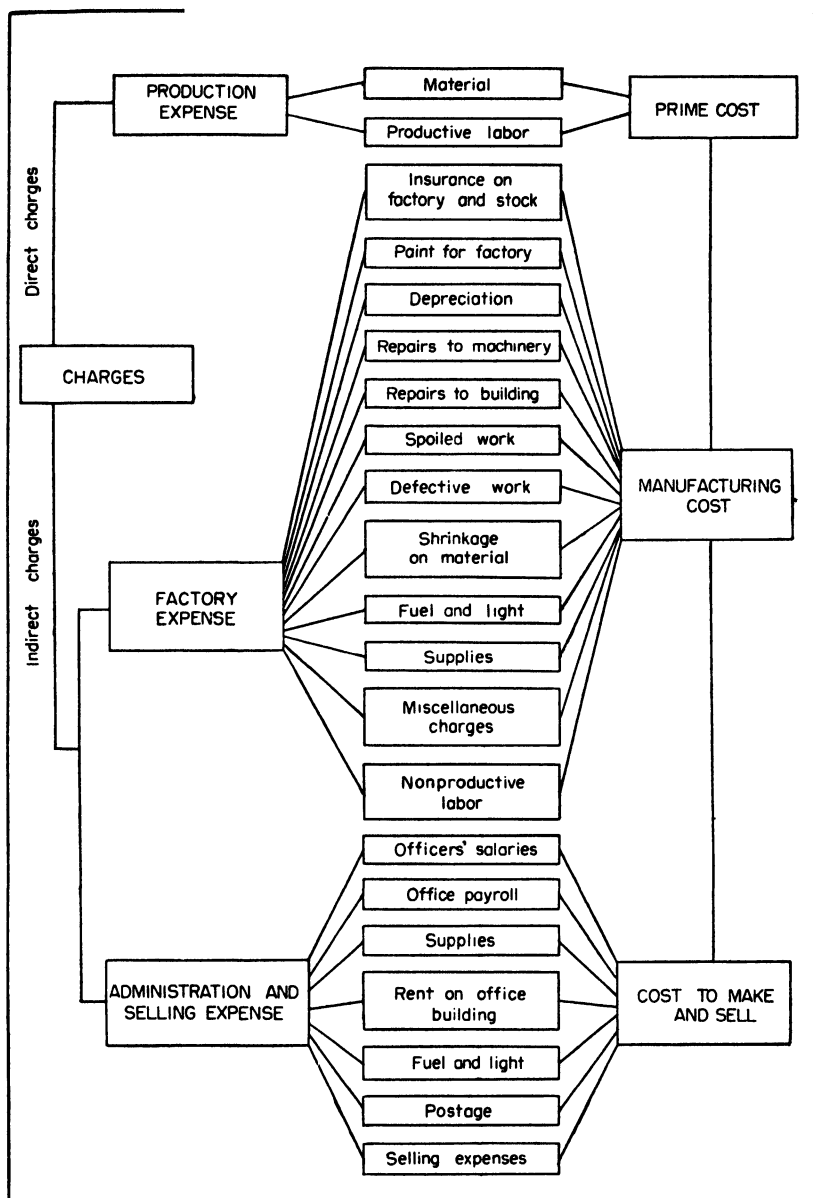 Direct charges
CHARGES
Indirect charges
PRODUCTION
EXPENSE
FACTORY
EXPENSE
ADMINISTRATION AND
SELLING EXPENSE
Material
Productive labor
Insurance on
factory and stock
Paint for factory
Depreciation
Repairs to machinery
Repairs to building
Spoiled work
Defective work
Shrinkage
on material
Fuel and light
Supplies
Miscellaneous
charges
Nonproductive
labor
Officers' salaries
Office payroll
Supplies
Rent on office
building
Fuel and light
Postage
Selling expenses
PRIME COST
MANUFACTURING
COST
COST TO MAKE
AND SELL